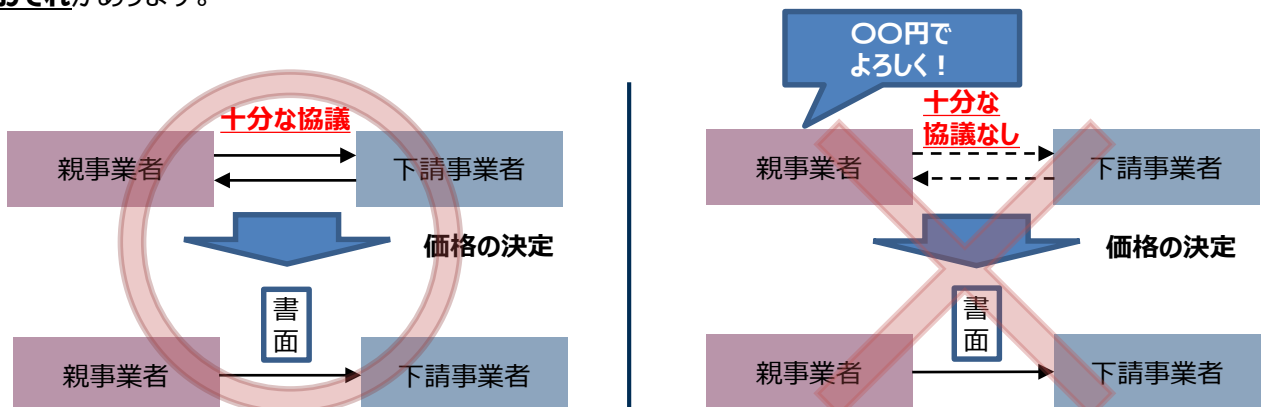 おそれがあります。
十分な協議
親事業者
下請事業者
価格の決定
書
面
親事業者
下請事業者
〇〇円で
よろしく！
十分な
協議なし
親事業者
下請事業者
価格の決定
書
面
親事業者
下請事業者